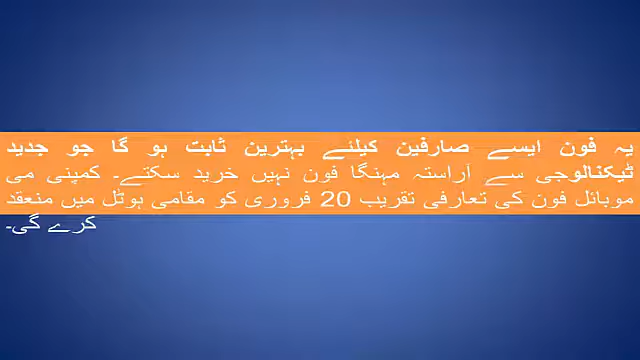 یہ فون ایسے صارفین کیلئے بہترین ثابت ہو گا جو جدید
ٹیکنالوجی سے آراستہ مہنگا فون نہیں خرید سکتے۔ کمپنی می
موبائل فون کی تعارفی تقریب 20 فروری کو مقامی ہوٹل میں منعقد
کرے گی۔